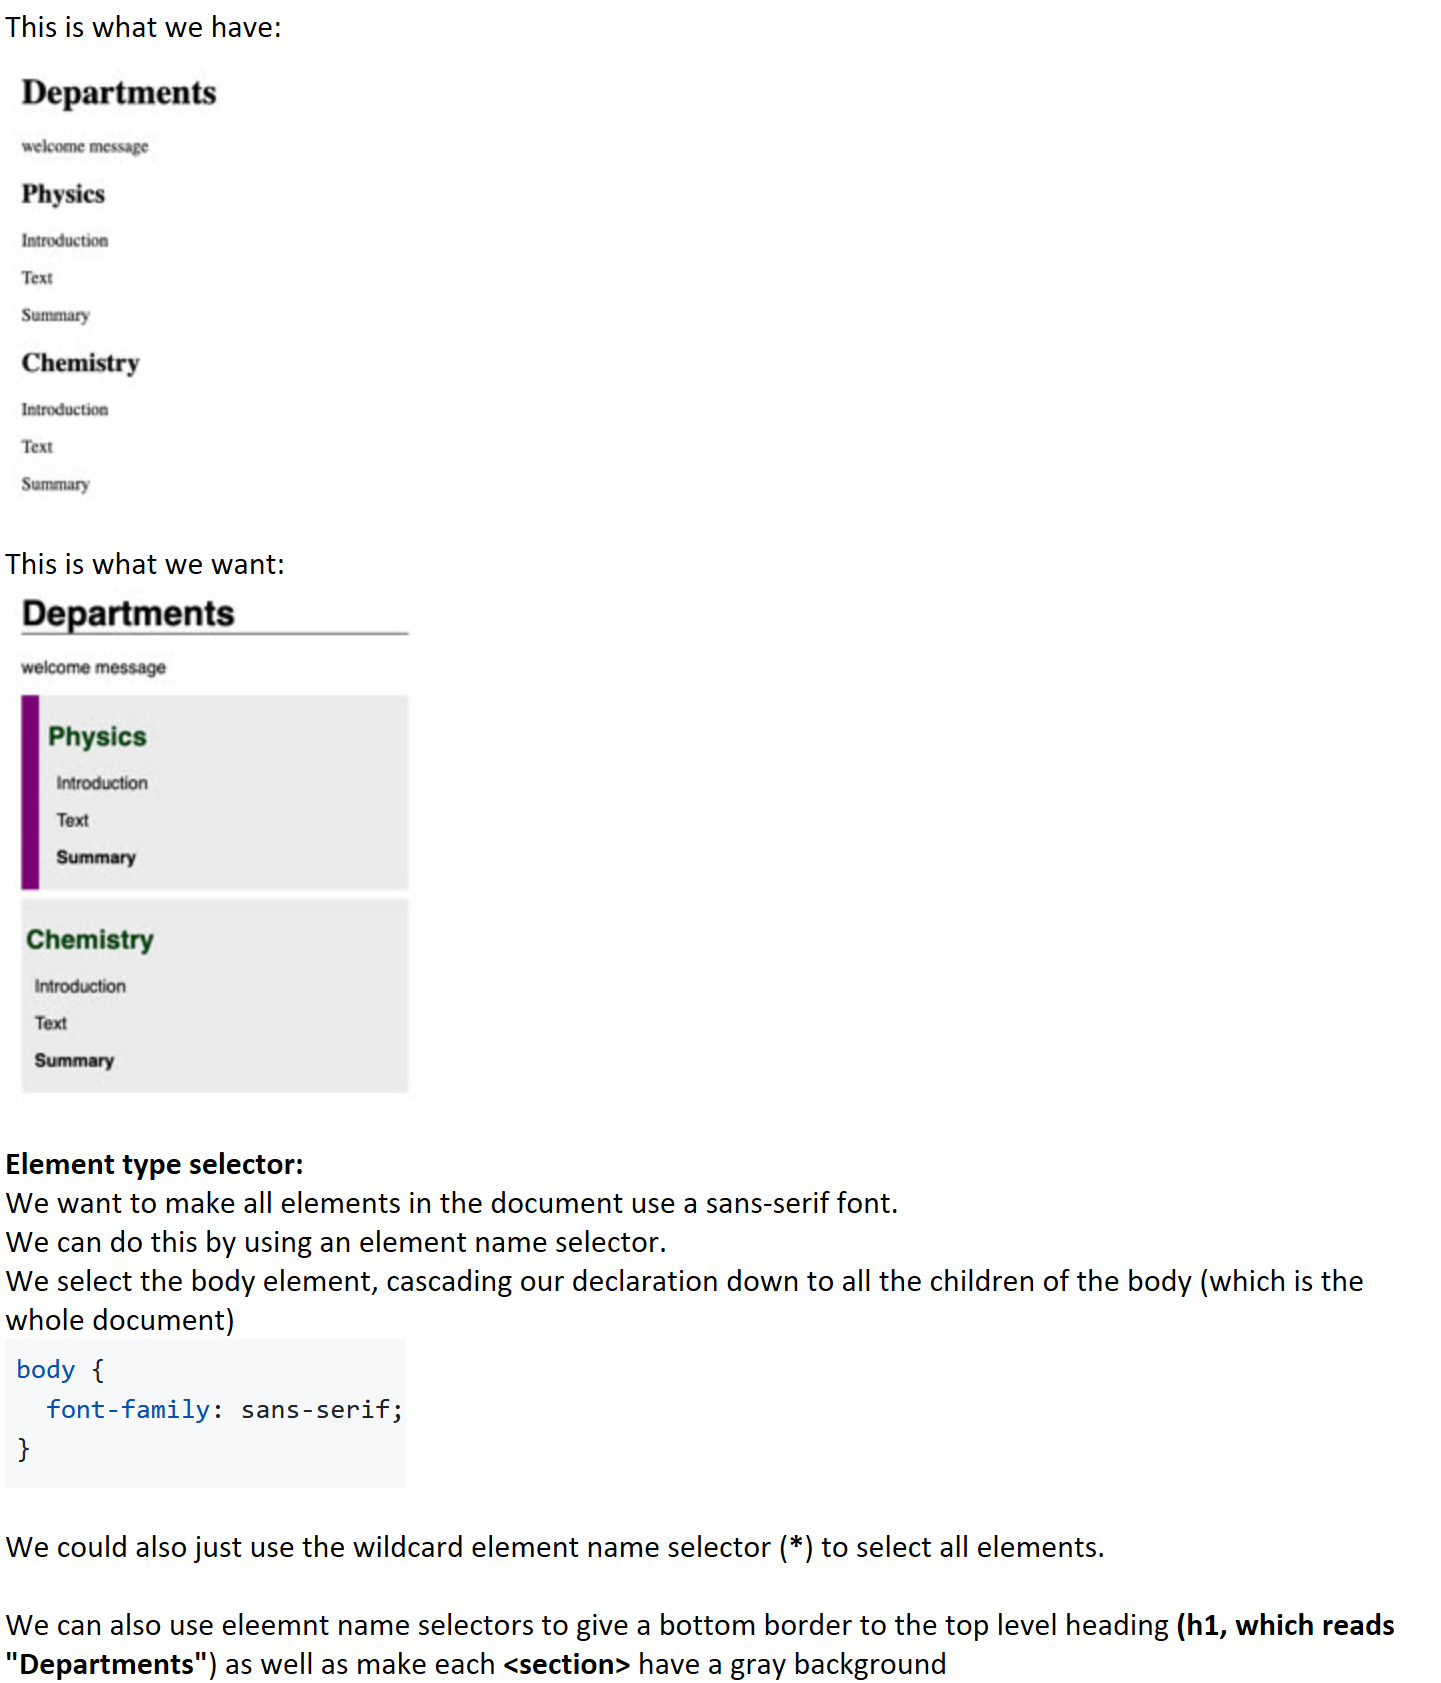 This is what we have:
Departments
welcome message
Physics
Introduction
Text
Summary
Chemistry
Introduction
Text
Summary
This is what we want:
Departments
welcome message
Physics
Introduction
Text
Summary
Chemistry
Introduction
Text
Summary
Element type selector:
We want to make all elements in the document use a sans-serif font.
We can do this by using an element name selector.
We select the body element, cascading our declaration down to all the children of the body (which is the
whole document)
body {
  font-family: sans-serif;
}
We could also just use the wildcard element name selector (*) to select all elements.
We can also use eleemnt name selectors to give a bottom border to the top level heading (h1, which reads
"Departments") as well as make each <section> have a gray background